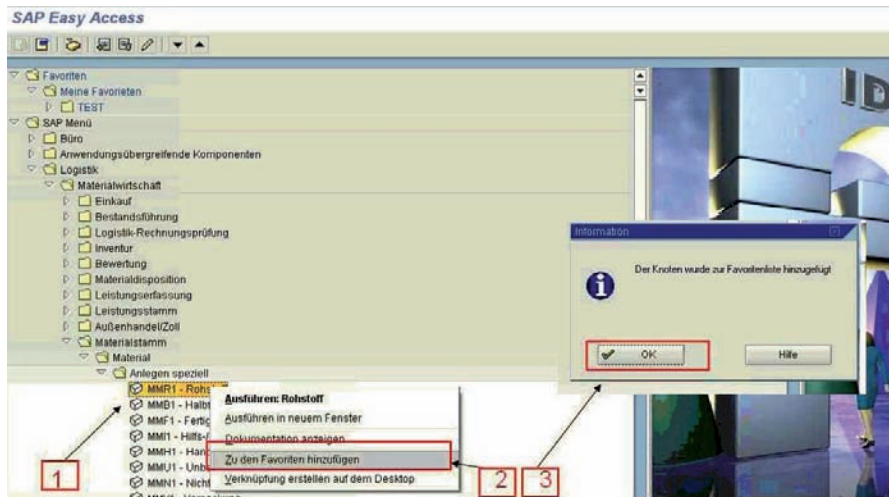 SAP Easy Access
Favoriten
Meine Favorieten
TEST
SAP Menü
Büro
Anwendungsübergreifende Komponenten
Logistik
Materialwirtschaft
Einkauf
Bestandsführung
Logistik-Rechnungsprüfung
Inventur
Bewertung
Materialdisposition
Leistungserfassung
Leistungsstamm
Außenhandel/Zoll
Materialstamm
Material
Anlegen speziell
MMR1 - Rohs
MMB1 - Halbf
MMF1 - Fertig
MMI1 - Hilfs-/
MMH1 - Han
MMU1 - Unb
MMN1 - Nicht
Ausführen: Rohstoff
Ausführen in neuem Fenster
Dokumentation anzeigen
Zu den Favoriten hinzufügen
Verknüpfung erstellen auf dem Desktop
Information
Der Knoten wurde zur Favoritenliste hinzugefügt
OK
Hilfe
1
2
3
ID